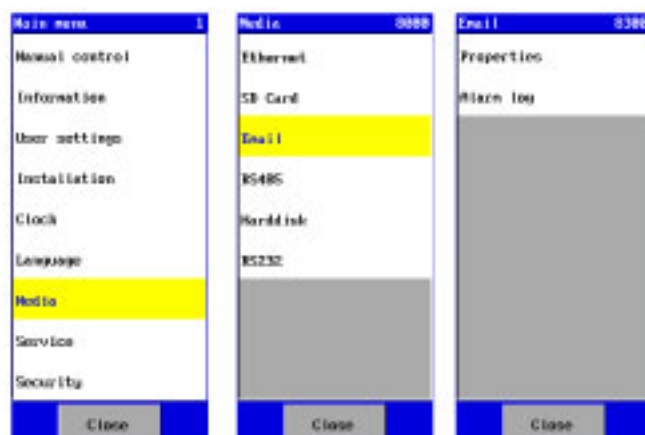 Main menu 1
Manual control
Information
User settings
Installation
Clock
Language
Media
Service
Security
Close
Media 8000
Ethernet
SD Card
Email
RS485
Harddisk
RS232
Close
Email 8300
Properties
Alarm log
Close